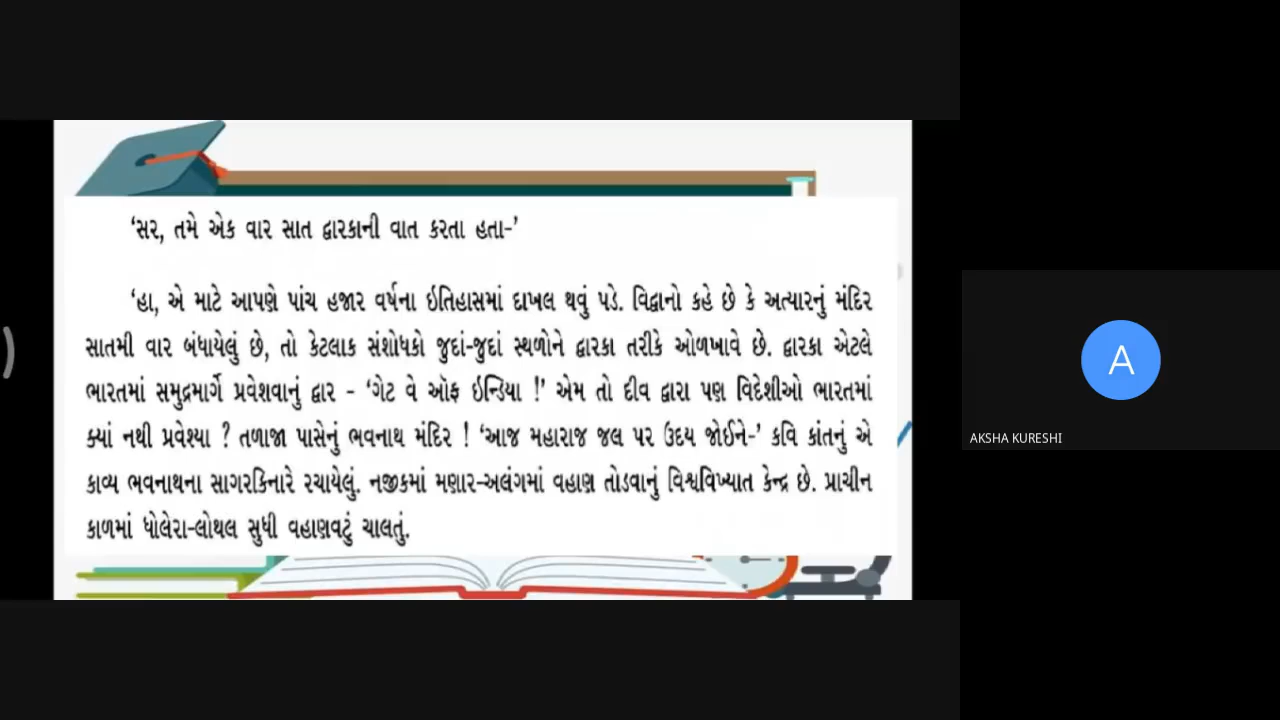 ‘સર, તમે એક વાર સાત દ્વારકાની વાત કરતા હતા-’
‘હા, એ માટે આપણે પાંચ હજાર વર્ષના ઇતિહાસમાં દાખલ થવું પડે. વિદ્વાનો કહે છે કે અત્યારનું મંદિર
સાતમી વાર બંધાયેલું છે, તો કેટલાક સંશોધકો જુદાં-જુદાં સ્થળોને દ્વારકા તરીકે ઓળખાવે છે. દ્વારકા એટલે
ભારતમાં સમુદ્રમાર્ગે પ્રવેશવાનું દ્વાર – ‘ગેટ વે ઑફ ઇન્ડિયા !’ એમ તો દીવ દ્વારા પણ વિદેશીઓ ભારતમાં
ક્યાં નથી પ્રવેશ્યા ? તળાજા પાસેનું ભવનાથ મંદિર ! ‘આજ મહારાજ જલ પર ઉદય જોઈને-’ કવિ કાંતનું એ
કાવ્ય ભવનાથના સાગરકિનારે રચાયેલું. નજીકમાં મણાર-અલંગમાં વહાણ તોડવાનું વિશ્વવિખ્યાત કેન્દ્ર છે. પ્રાચીન
કાળમાં ધોલેરા-લોથલ સુધી વહાણવટું ચાલતું.
A
AKSHA KURESHI